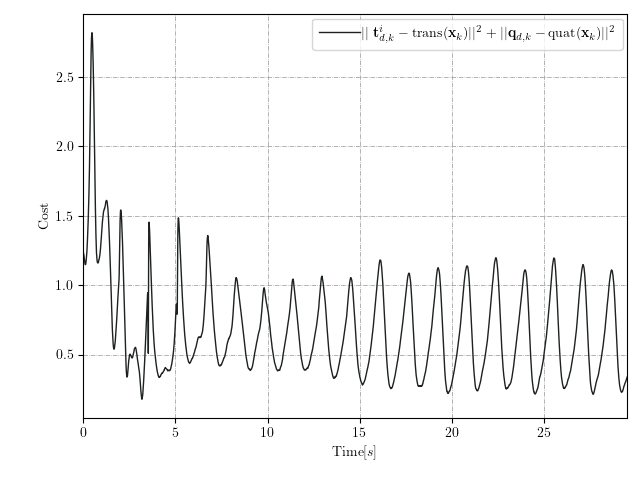 || t^i_{d,k} − trans(x_k)||^2 + ||q_{d,k} − quat(x_k)||^2
2.5
2.0
1.5
1.0
0.5
Cost
0 5 10 15 20 25
Time[s]